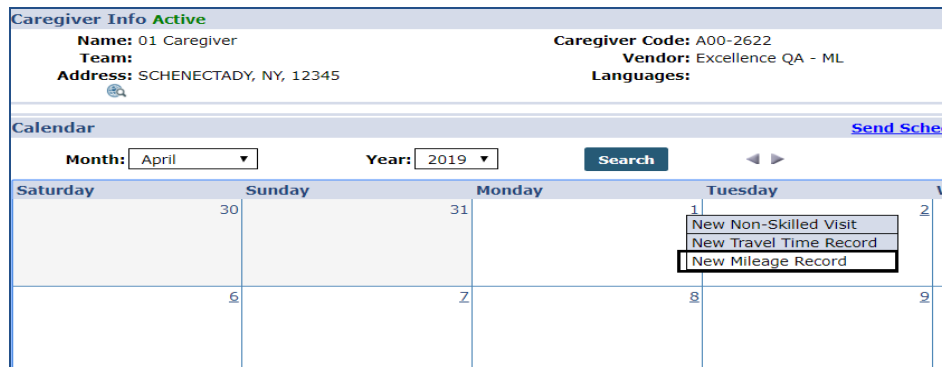 Caregiver Info Active
Name: 01 Caregiver
Caregiver Code: A00-2622
Team:
Vendor: Excellence QA - ML
Address: SCHENECTADY, NY, 12345
Languages:
Calendar
Send Sche
Month: April ▼ Year: 2019 ▼ Search
Saturday Sunday Monday Tuesday W
30 31 1 2
New Non-Skilled Visit
New Travel Time Record
New Mileage Record
6 7 8 9